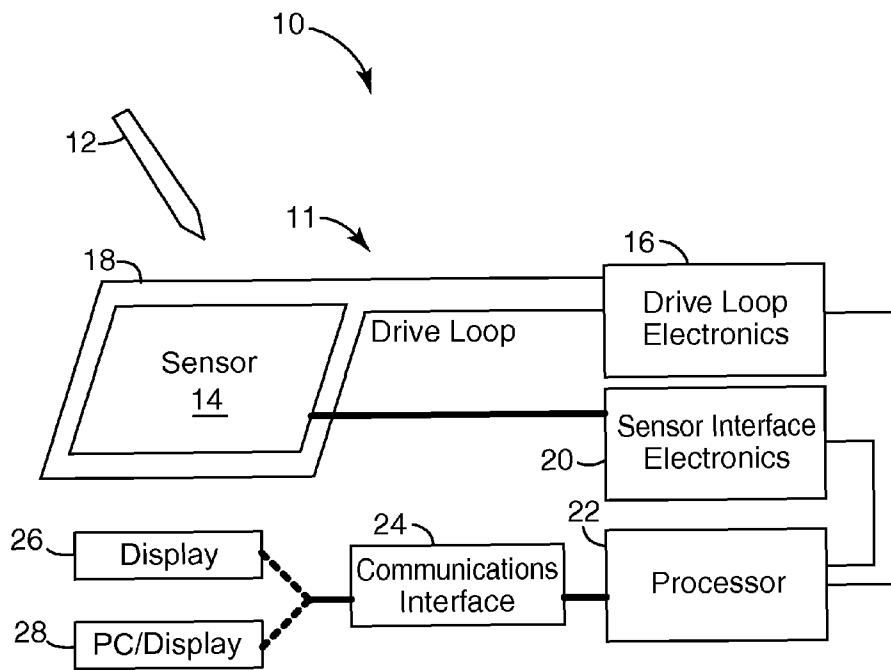 10
12
11
18
16
Drive Loop
Electronics
Drive Loop
Sensor
14
Sensor Interface
Electronics
20
22
24
26
Display
Communications
Interface
Processor
28
PC/Display